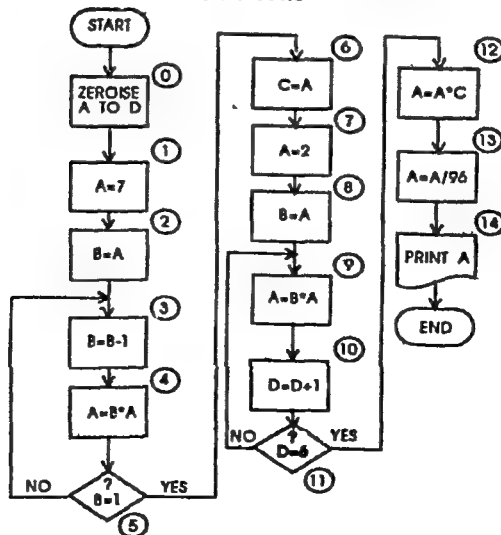 START
0
ZEROISE
A TO D
1
A=7
2
B=A
3
B=B-1
4
A=B*A
?
B=1
NO
YES
5
6
C=A
7
A=2
8
B=A
9
A=B*A
10
D=D+1
?
D=6
NO
YES
11
12
A=A*C
13
A=A/96
14
PRINT A
END